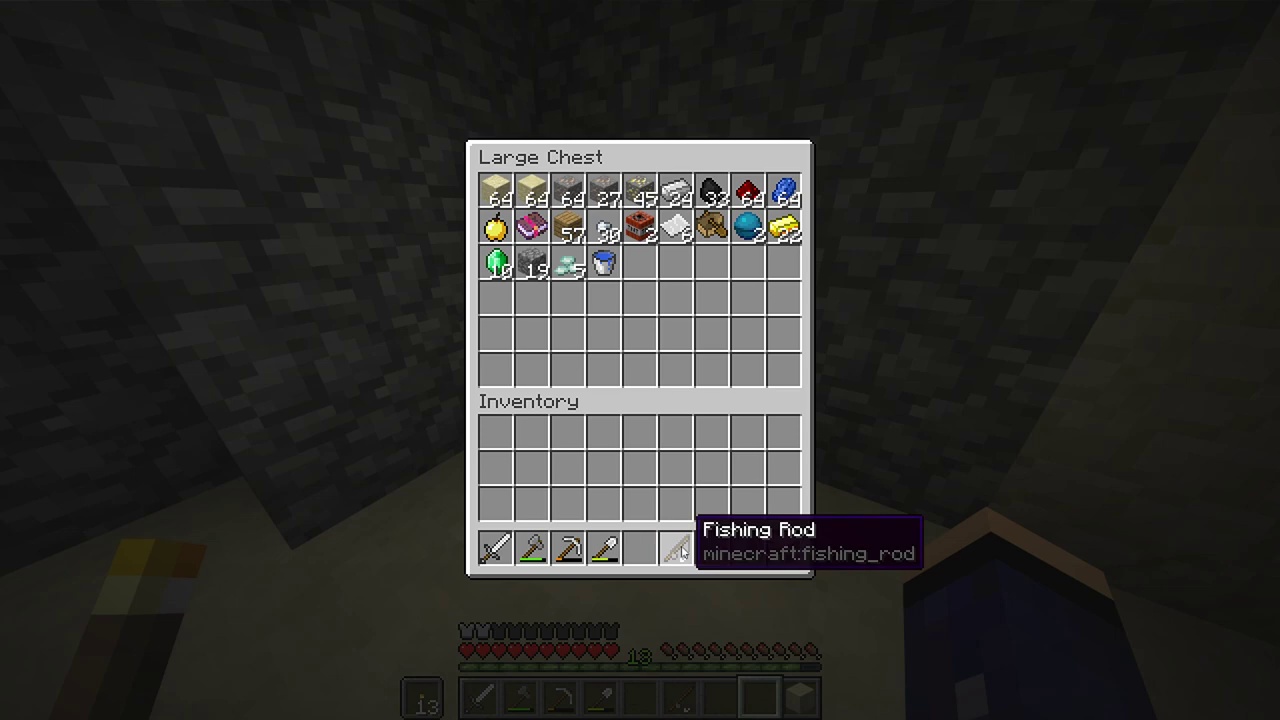 Large Chest
64 64 64 27 45 24 33 64 64
57 30 2 6 2 22
10 19 5
Inventory
Fishing Rod
minecraft:fishing_rod
18
13